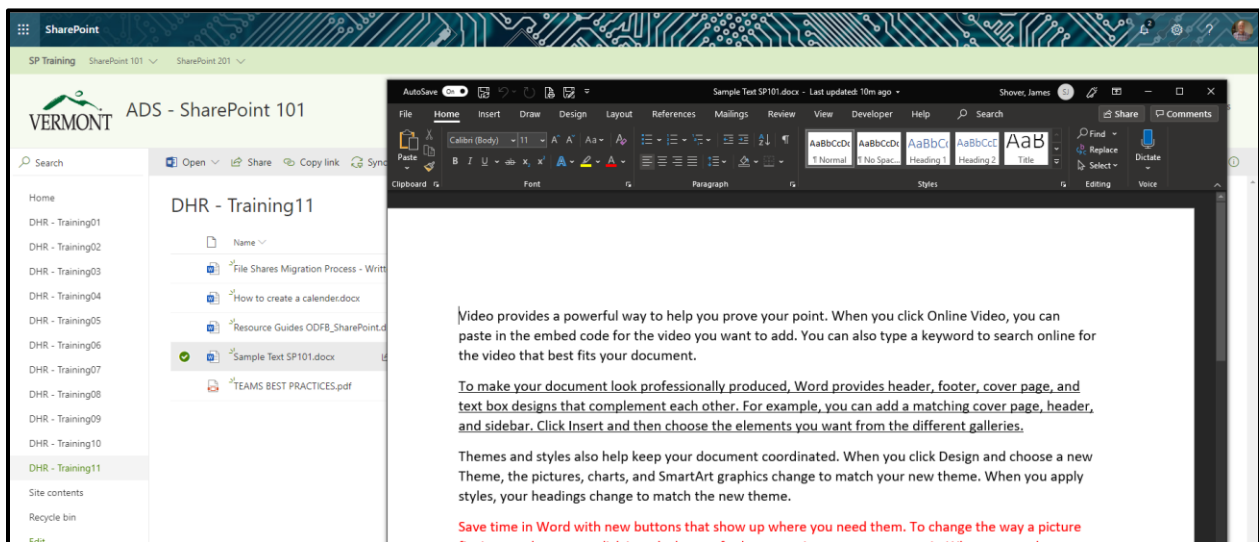 SharePoint
2
SP Training SharePoint 101 SharePoint 201
VERMONT
ADS - SharePoint 101
Search
Open Share Copy link Sync
Home
DHR - Training01
DHR - Training02
DHR - Training03
DHR - Training04
DHR - Training05
DHR - Training06
DHR - Training07
DHR - Training08
DHR - Training09
DHR - Training10
DHR - Training11
Site contents
Recycle bin
Edit
DHR - Training11
Name
File Shares Migration Process - Writt
How to create a calender.docx
Resource Guides ODFB_SharePoint.d
Sample Text SP101.docx
TEAMS BEST PRACTICES.pdf
AutoSave On Sample Text SP101.docx - Last updated: 10m ago Shover, James SJ
File Home Insert Draw Design Layout References Mailings Review View Developer Help Search Share Comments
Paste
Calibri (Body) 11 A A Aa A
B I U ab x x A A
AaBbCcDc AaBbCcDc AaBbCc AaBbCcC AaB
¶ Normal ¶ No Spac... Heading 1 Heading 2 Title
Find
Replace
Select
Dictate
Clipboard Font Paragraph Styles Editing Voice
Video provides a powerful way to help you prove your point. When you click Online Video, you can
paste in the embed code for the video you want to add. You can also type a keyword to search online for
the video that best fits your document.
To make your document look professionally produced, Word provides header, footer, cover page, and
text box designs that complement each other. For example, you can add a matching cover page, header,
and sidebar. Click Insert and then choose the elements you want from the different galleries.
Themes and styles also help keep your document coordinated. When you click Design and choose a new
Theme, the pictures, charts, and SmartArt graphics change to match your new theme. When you apply
styles, your headings change to match the new theme.
Save time in Word with new buttons that show up where you need them. To change the way a picture